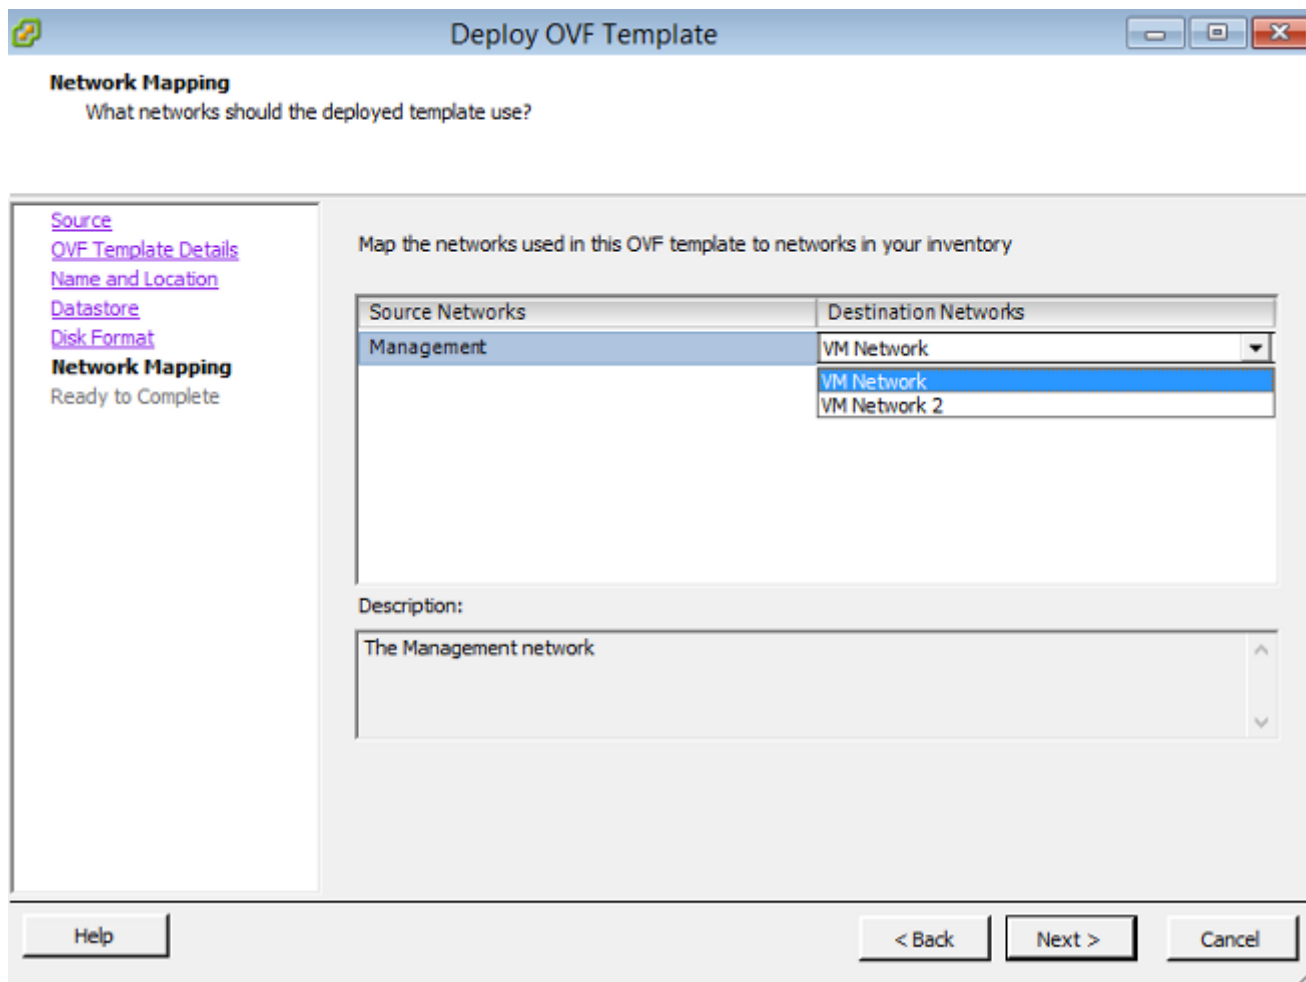 Deploy OVF Template
Network Mapping
What networks should the deployed template use?
Source
OVF Template Details
Name and Location
Datastore
Disk Format
Network Mapping
Ready to Complete
Map the networks used in this OVF template to networks in your inventory
Source Networks Destination Networks
Management VM Network
VM Network
VM Network 2
Description:
The Management network
Help < Back Next > Cancel